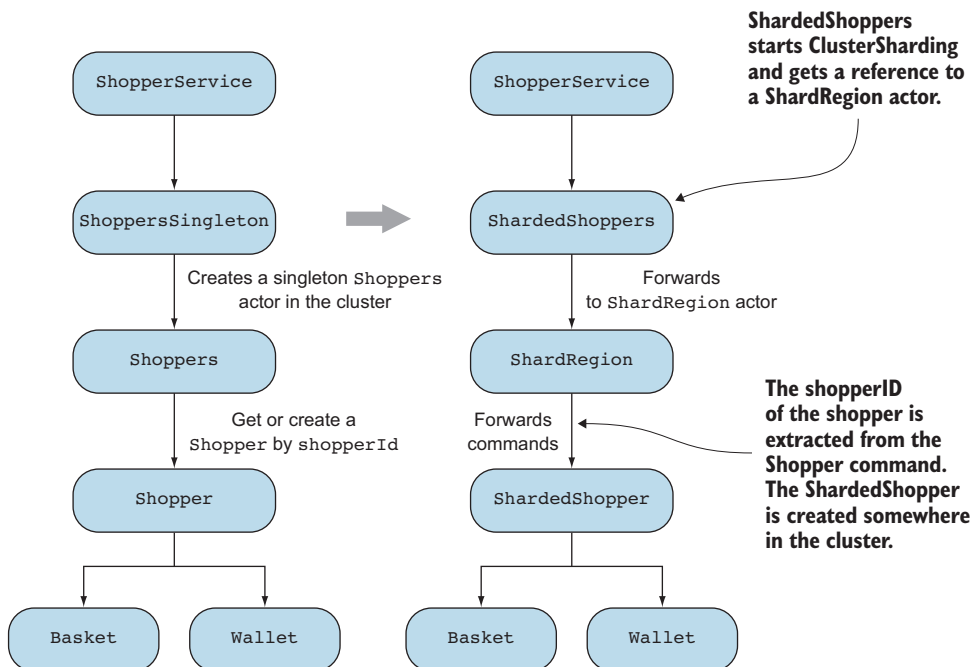 ShopperService
ShoppersSingleton
Creates a singleton Shoppers
actor in the cluster
Shoppers
Get or create a
Shopper by shopperId
Shopper
Basket
Wallet
ShopperService
ShardedShoppers
Forwards
to ShardRegion actor
ShardRegion
Forwards
commands
ShardedShopper
Basket
Wallet
ShardedShoppers
starts ClusterSharding
and gets a reference to
a ShardRegion actor.
The shopperID
of the shopper is
extracted from the
Shopper command.
The ShardedShopper
is created somewhere
in the cluster.